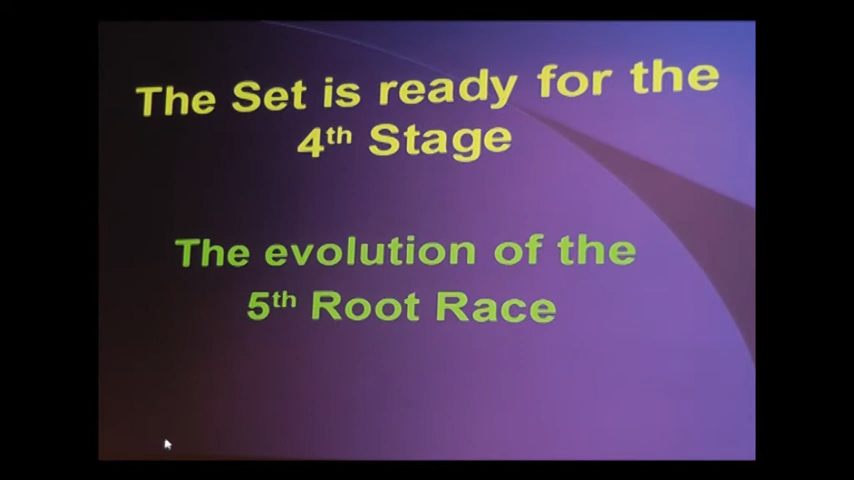 The Set is ready for the
4th Stage
The evolution of the
5th Root Race